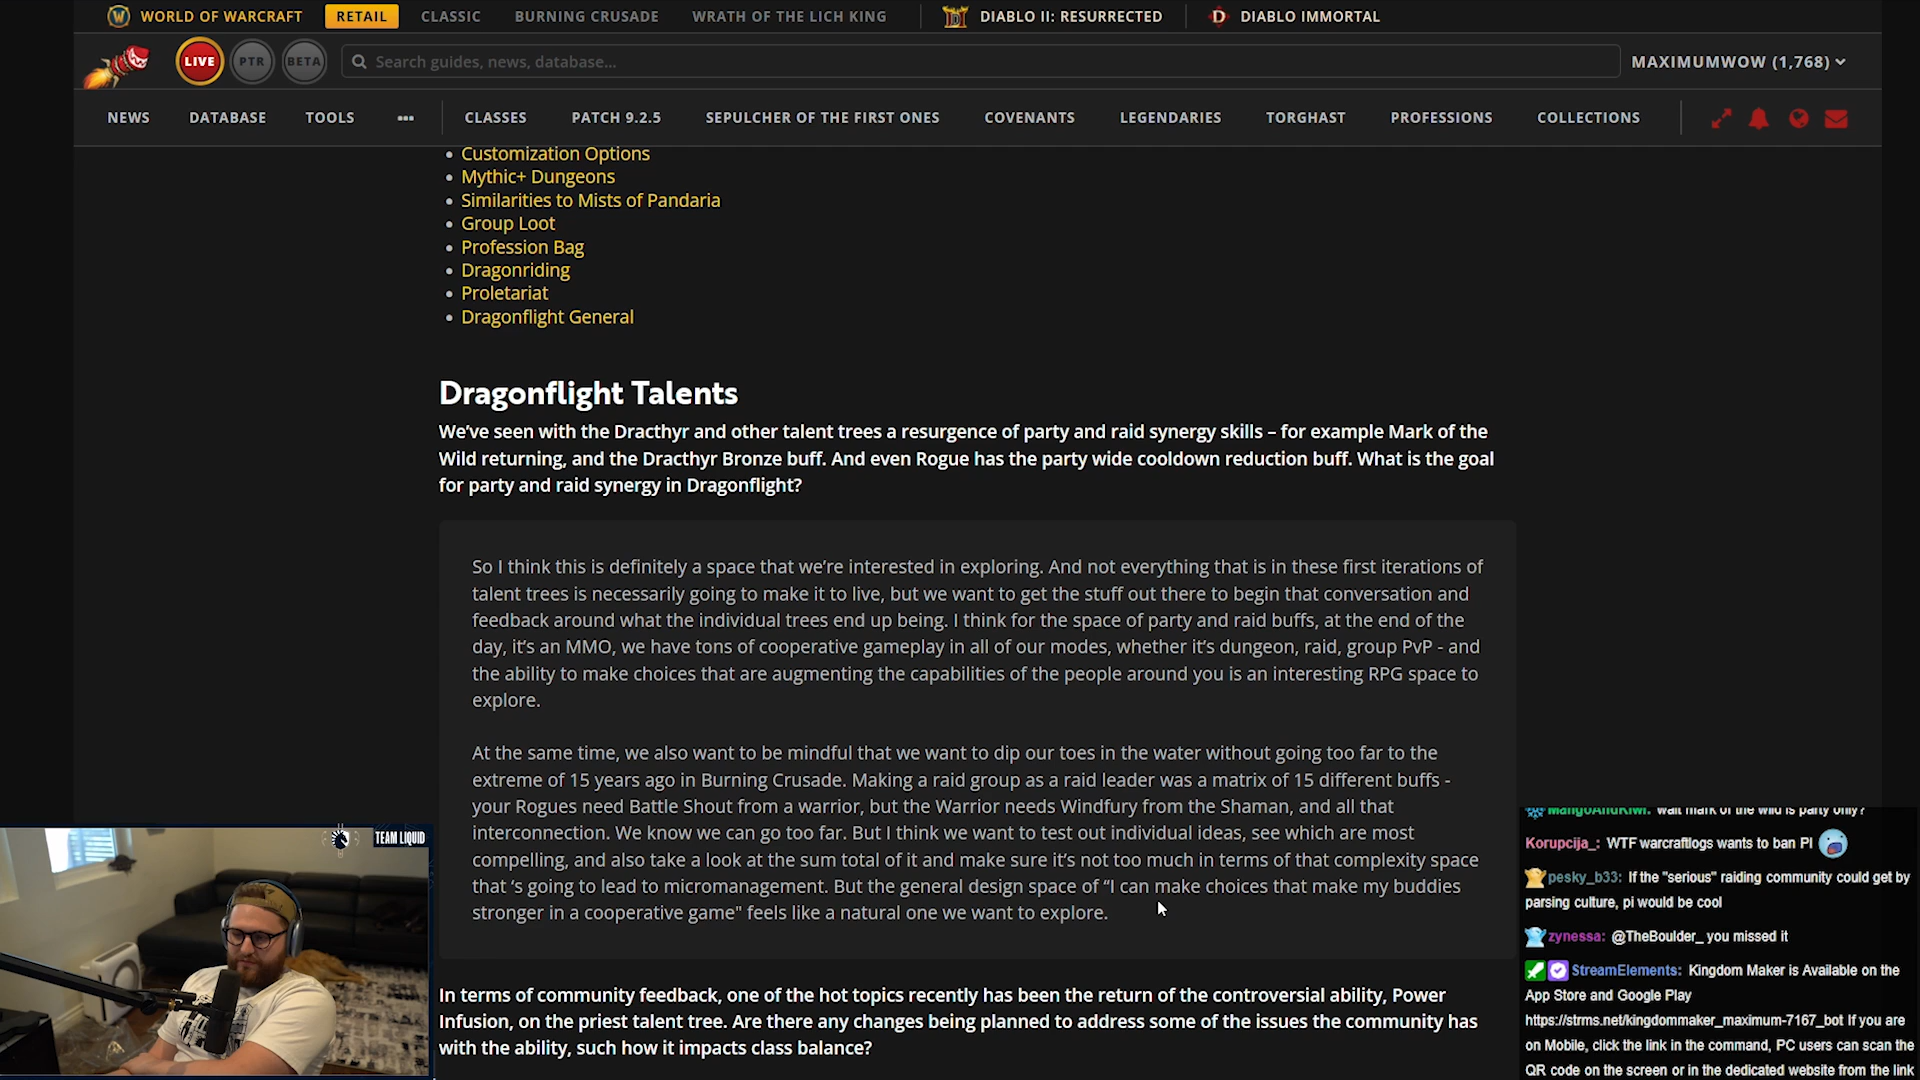 WORLD OF WARCRAFT RETAIL CLASSIC BURNING CRUSADE WRATH OF THE LICH KING DIABLO II: RESURRECTED DIABLO IMMORTAL
LIVE PTR BETA Search guides, news, database... MAXIMUMWOW (1,768)
NEWS DATABASE TOOLS ••• CLASSES PATCH 9.2.5 SEPULCHER OF THE FIRST ONES COVENANTS LEGENDARIES TORGHAST PROFESSIONS COLLECTIONS
• Customization Options
• Mythic+ Dungeons
• Similarities to Mists of Pandaria
• Group Loot
• Profession Bag
• Dragonriding
• Proletariat
• Dragonflight General
Dragonflight Talents
We’ve seen with the Dracthyr and other talent trees a resurgence of party and raid synergy skills – for example Mark of the
Wild returning, and the Dracthyr Bronze buff. And even Rogue has the party wide cooldown reduction buff. What is the goal
for party and raid synergy in Dragonflight?
So I think this is definitely a space that we’re interested in exploring. And not everything that is in these first iterations of
talent trees is necessarily going to make it to live, but we want to get the stuff out there to begin that conversation and
feedback around what the individual trees end up being. I think for the space of party and raid buffs, at the end of the
day, it’s an MMO, we have tons of cooperative gameplay in all of our modes, whether it’s dungeon, raid, group PvP - and
the ability to make choices that are augmenting the capabilities of the people around you is an interesting RPG space to
explore.
At the same time, we also want to be mindful that we want to dip our toes in the water without going too far to the
extreme of 15 years ago in Burning Crusade. Making a raid group as a raid leader was a matrix of 15 different buffs -
your Rogues need Battle Shout from a warrior, but the Warrior needs Windfury from the Shaman, and all that
interconnection. We know we can go too far. But I think we want to test out individual ideas, see which are most
compelling, and also take a look at the sum total of it and make sure it’s not too much in terms of that complexity space
that ‘s going to lead to micromanagement. But the general design space of “I can make choices that make my buddies
stronger in a cooperative game" feels like a natural one we want to explore.
In terms of community feedback, one of the hot topics recently has been the return of the controversial ability, Power
Infusion, on the priest talent tree. Are there any changes being planned to address some of the issues the community has
with the ability, such how it impacts class balance?
TEAM LIQUID
MangoAndKiwi: wait mark of the wild is party only?
Korupcija_: WTF warcraftlogs wants to ban PI
pesky_b33: If the "serious" raiding community could get by
parsing culture, pi would be cool
zynessa: @TheBoulder_ you missed it
StreamElements: Kingdom Maker is Available on the
App Store and Google Play
https://strms.net/kingdommaker_maximum-7167_bot If you are
on Mobile, click the link in the command, PC users can scan the
QR code on the screen or in the dedicated website from the link